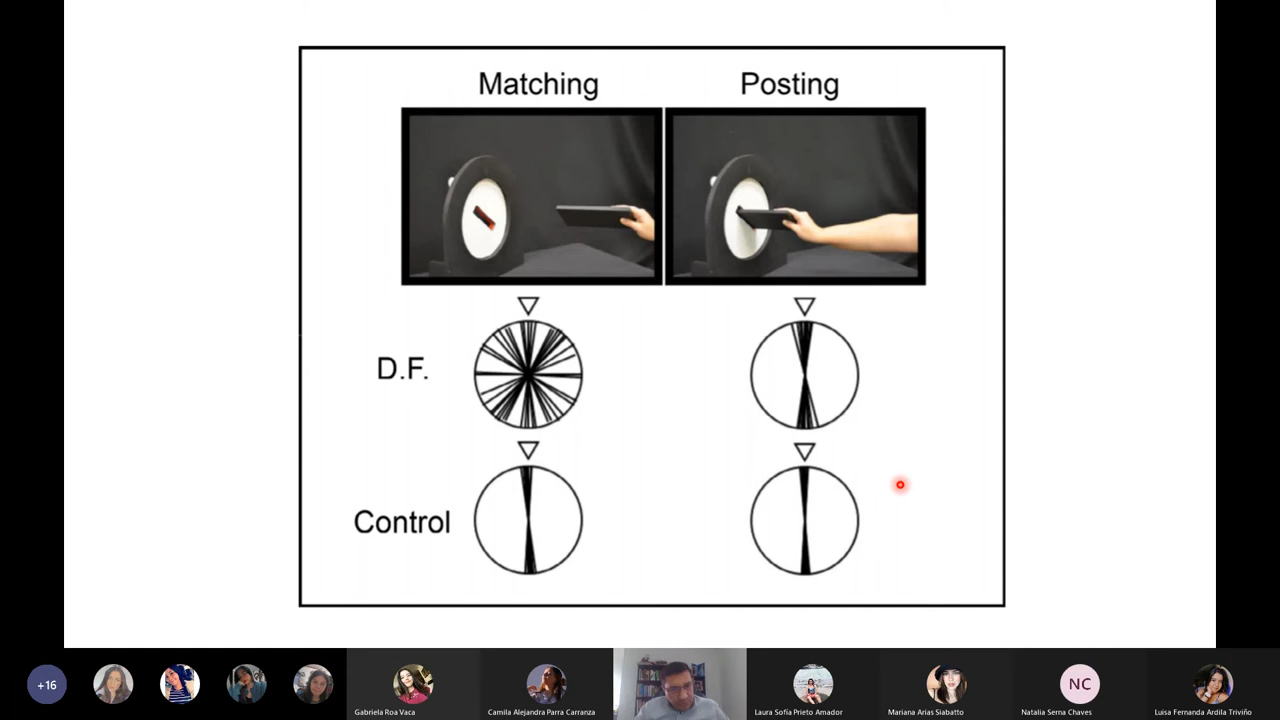 Matching
Posting
D.F.
Control
+16
Gabriela Roa Vaca
Camila Alejandra Parra Carranza
Laura Sofía Prieto Amador
Mariana Arias Siabatto
NC
Natalia Serna Chaves
Luisa Fernanda Ardila Triviño